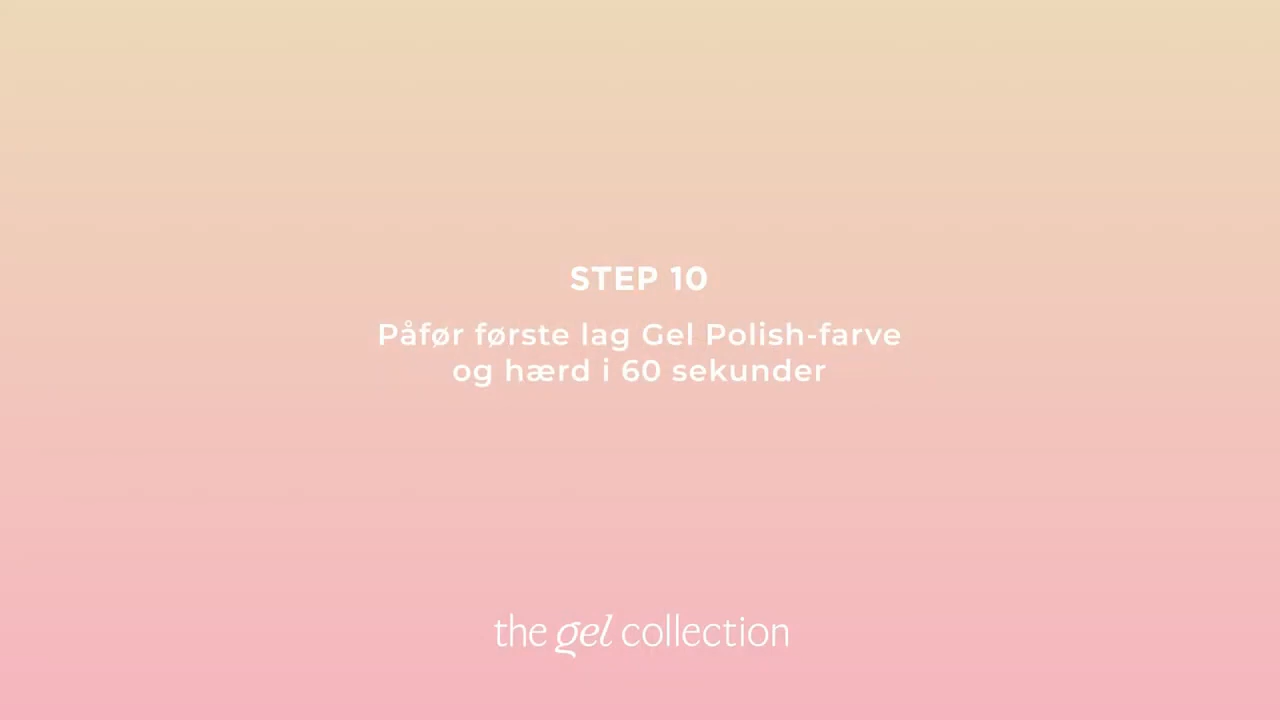 STEP 10
Påfør første lag Gel Polish-farve
og hærd i 60 sekunder
the gel collection